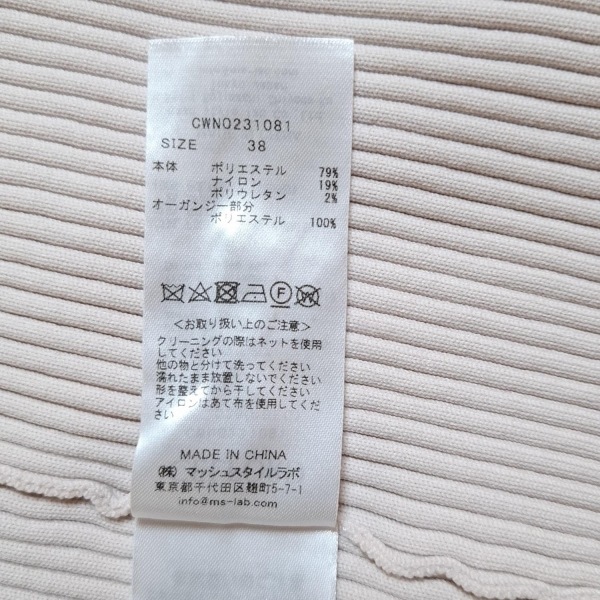 CWNO231081
SIZE 38
本体 ポリエステル 79%
ナイロン 19%
ポリウレタン 2%
オーガンジー部分
ポリエステル 100%
F W
<お取り扱い上のご注意>
クリーニングの際はネットを使用
してください
他の物と分けて洗ってください
濡れたまま放置しないでください
形を整えてから干してください
アイロンはあて布を使用してくだ
さい
MADE IN CHINA
(株) マッシュスタイルラボ
東京都千代田区麹町5-7-1
info@ms-lab.com